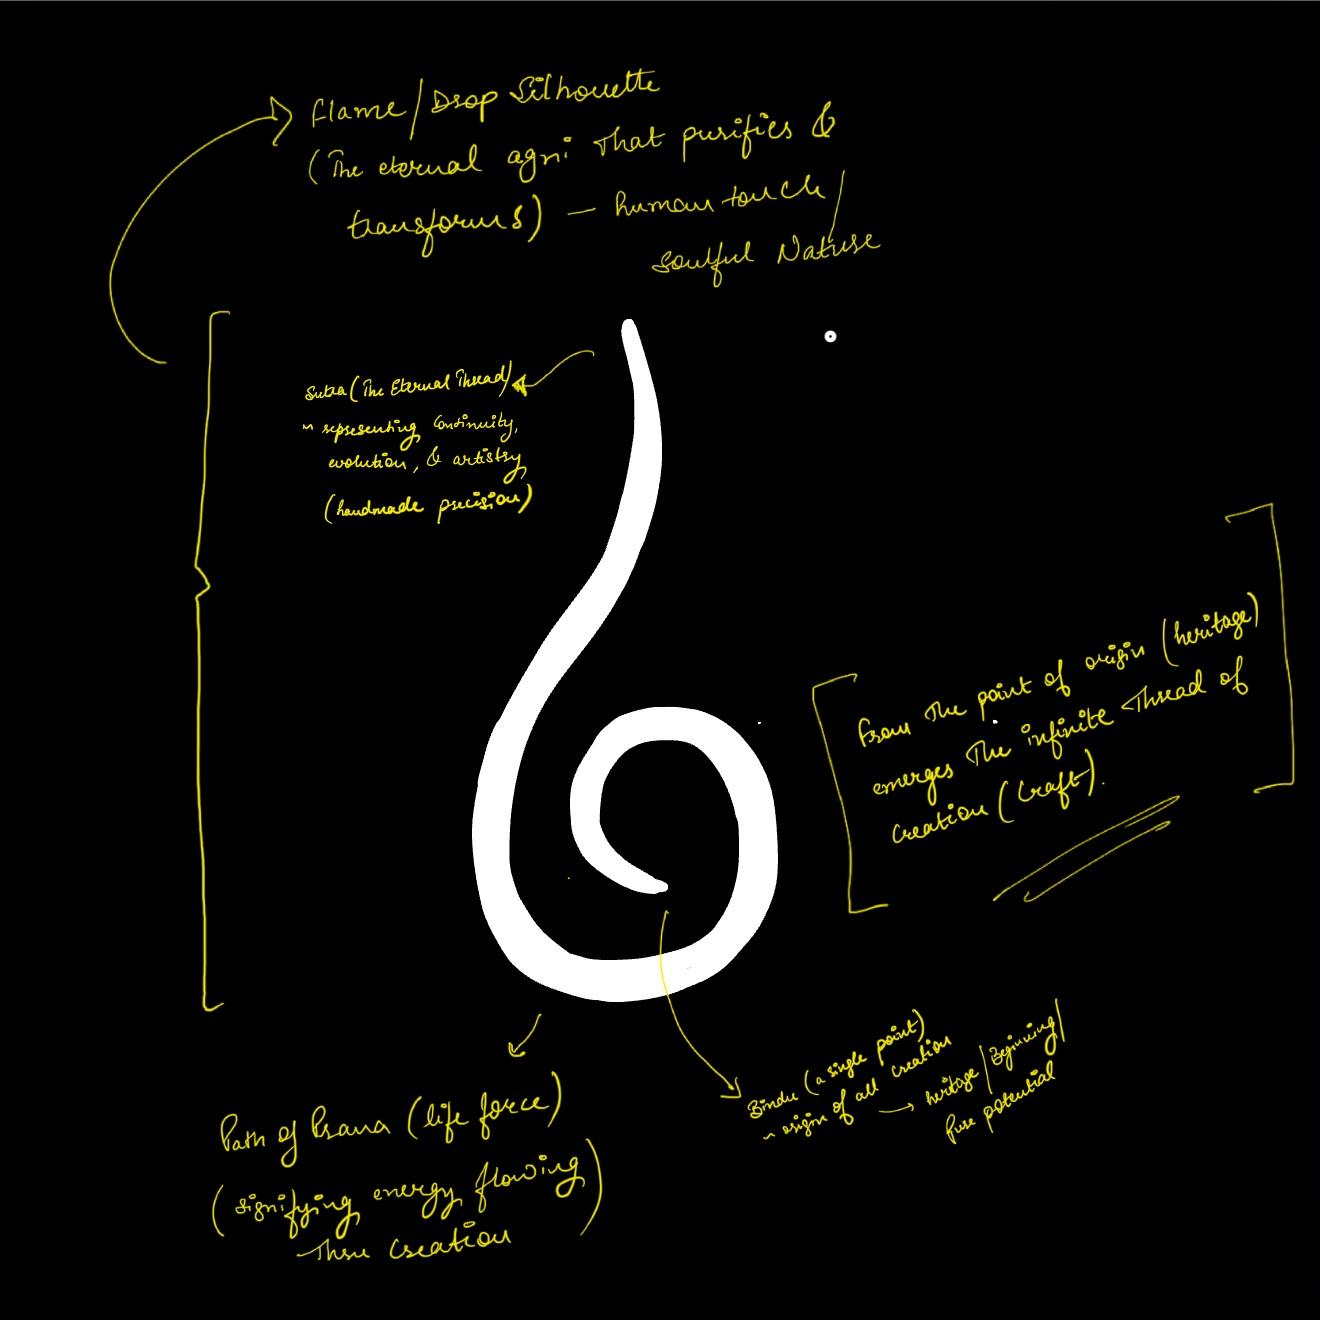 Flame/Drop Silhouette
(The eternal agni that purifies &
transforms) — human touch/
Soulful Nature
Sutra (The Eternal Thread)
~ representing continuity,
evolution, & artistry
(handmade precision)
From the point of origin (heritage)
emerges the infinite thread of
creation (craft).
Bindu (a single point)
~ origin of all creation
→ heritage/Beginning/
Pure potential
Path of Prana (life force)
(signifying energy flowing
thru creation)